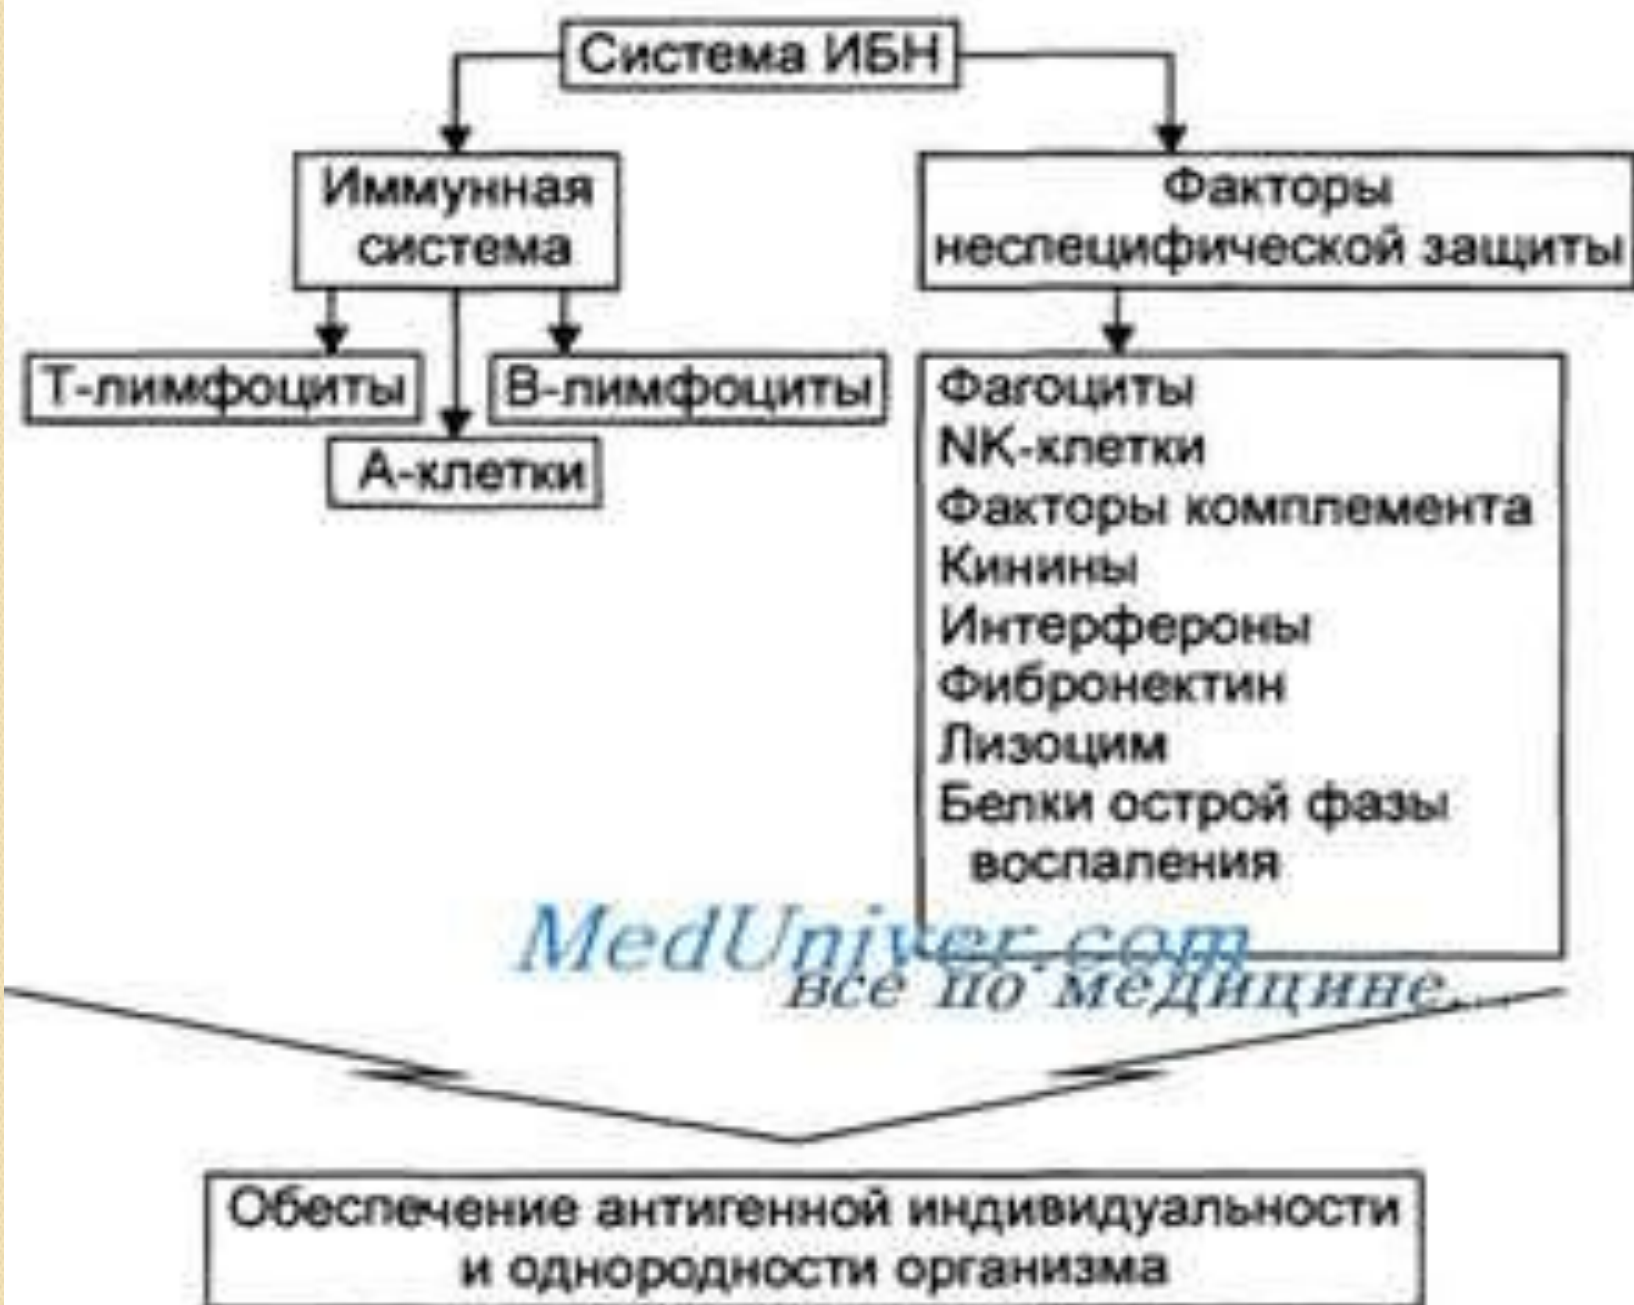 Система ИБН
Иммунная
система
Факторы
неспецифической защиты
Т-лимфоциты
В-лимфоциты
А-клетки
Фагоциты
NK-клетки
Факторы комплемента
Кинины
Интерфероны
Фибронектин
Лизоцим
Белки острой фазы
воспаления
MedUniver.com
все по медицине...
Обеспечение антигенной индивидуальности
и однородности организма